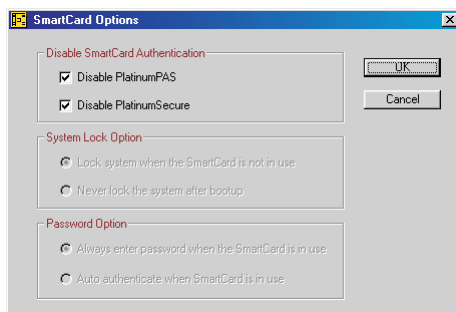 SmartCard Options
Disable SmartCard Authentication
Disable PlatinumPAS
Disable PlatinumSecure
OK
Cancel
System Lock Option
Lock system when the SmartCard is not in use
Never lock the system after bootup
Password Option
Always enter password when the SmartCard is in use
Auto authenticate when SmartCard is in use